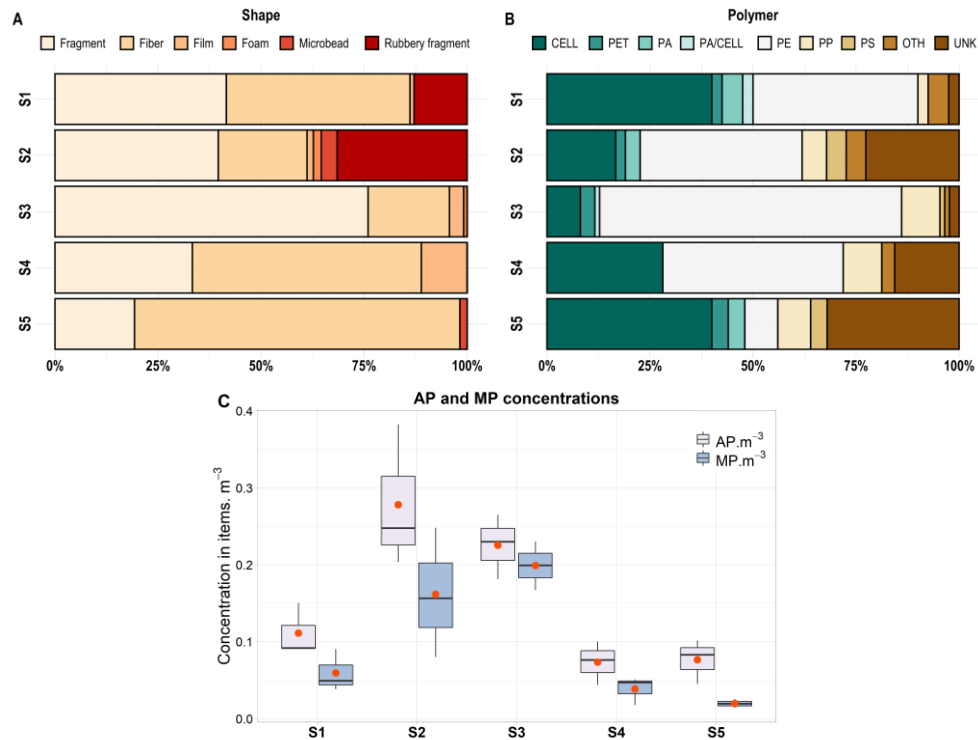 A
Shape
Fragment Fiber Film Foam Microbead Rubbery fragment
S1
S2
S3
S4
S5
0% 25% 50% 75% 100%
B
Polymer
CELL PET PA PA/CELL PE PP PS OTH UNK
S1
S2
S3
S4
S5
0% 25% 50% 75% 100%
C
AP and MP concentrations
Concentration in items. m⁻³
0.4
0.3
0.2
0.1
0.0
AP.m⁻³
MP.m⁻³
S1 S2 S3 S4 S5